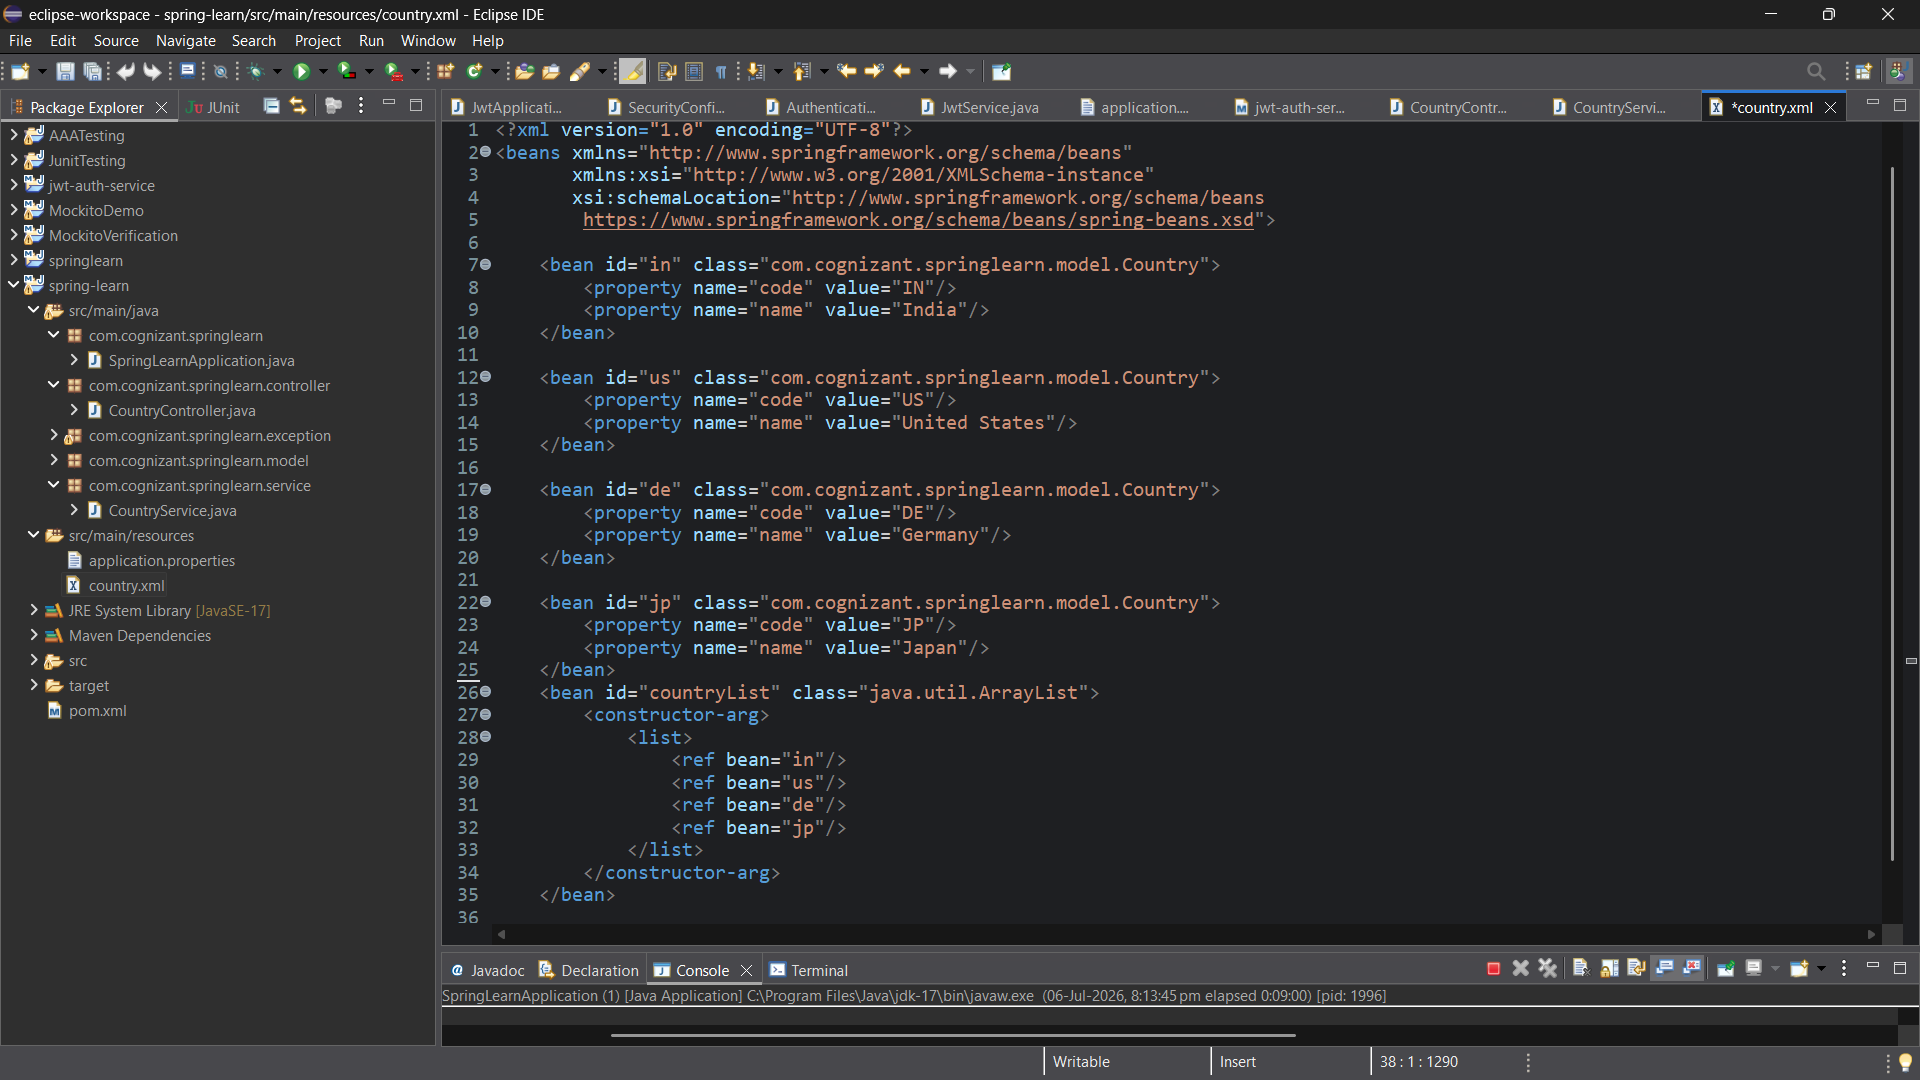 eclipse-workspace - spring-learn/src/main/resources/country.xml - Eclipse IDE
File Edit Source Navigate Search Project Run Window Help
Package Explorer
JUnit
AAATesting
JunitTesting
jwt-auth-service
MockitoDemo
MockitoVerification
springlearn
spring-learn
src/main/java
com.cognizant.springlearn
SpringLearnApplication.java
com.cognizant.springlearn.controller
CountryController.java
com.cognizant.springlearn.exception
com.cognizant.springlearn.model
com.cognizant.springlearn.service
CountryService.java
src/main/resources
application.properties
country.xml
JRE System Library [JavaSE-17]
Maven Dependencies
src
target
pom.xml
JwtApplicati... SecurityConfi... Authenticati... JwtService.java application.... jwt-auth-ser... CountryContr... CountryServi... *country.xml
1 <?xml version="1.0" encoding="UTF-8"?>
2 <beans xmlns="http://www.springframework.org/schema/beans"
3 xmlns:xsi="http://www.w3.org/2001/XMLSchema-instance"
4 xsi:schemaLocation="http://www.springframework.org/schema/beans
5 https://www.springframework.org/schema/beans/spring-beans.xsd">
6
7 <bean id="in" class="com.cognizant.springlearn.model.Country">
8 <property name="code" value="IN"/>
9 <property name="name" value="India"/>
10 </bean>
11
12 <bean id="us" class="com.cognizant.springlearn.model.Country">
13 <property name="code" value="US"/>
14 <property name="name" value="United States"/>
15 </bean>
16
17 <bean id="de" class="com.cognizant.springlearn.model.Country">
18 <property name="code" value="DE"/>
19 <property name="name" value="Germany"/>
20 </bean>
21
22 <bean id="jp" class="com.cognizant.springlearn.model.Country">
23 <property name="code" value="JP"/>
24 <property name="name" value="Japan"/>
25 </bean>
26 <bean id="countryList" class="java.util.ArrayList">
27 <constructor-arg>
28 <list>
29 <ref bean="in"/>
30 <ref bean="us"/>
31 <ref bean="de"/>
32 <ref bean="jp"/>
33 </list>
34 </constructor-arg>
35 </bean>
36
@ Javadoc Declaration Console Terminal
SpringLearnApplication (1) [Java Application] C:\Program Files\Java\jdk-17\bin\javaw.exe (06-Jul-2026, 8:13:45 pm elapsed 0:09:00) [pid: 1996]
Writable Insert 38 : 1 : 1290